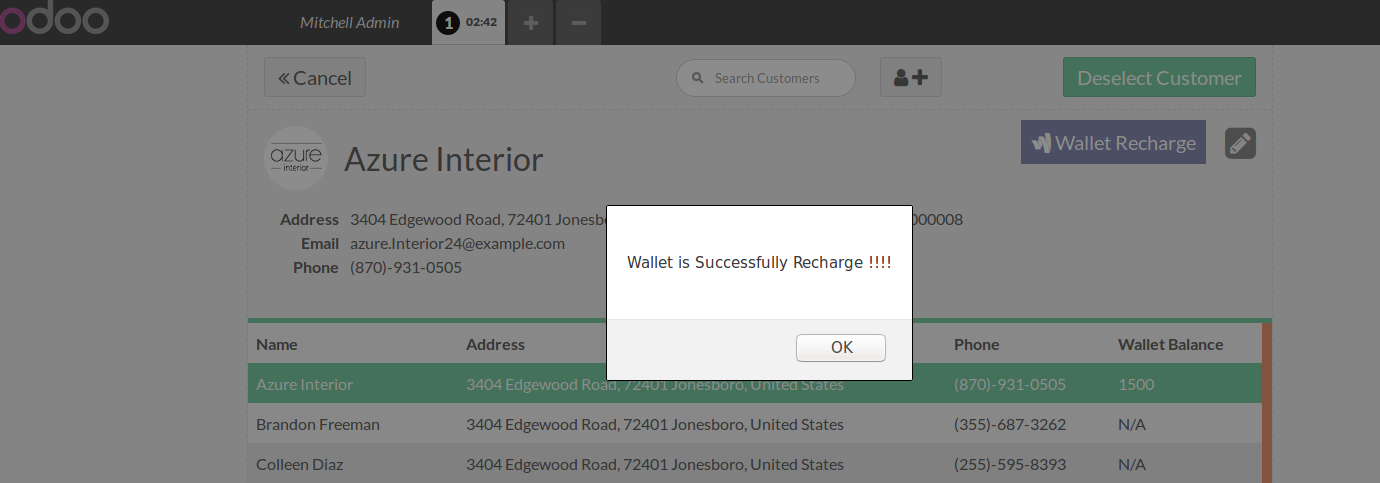 odoo Mitchell Admin 1 02:42 + −
Cancel Search Customers Deselect Customer
azure interior Azure Interior Wallet Recharge
Address 3404 Edgewood Road, 72401 Jonesbo 000008
Email azure.Interior24@example.com
Phone (870)-931-0505
Wallet is Successfully Recharge !!!!
OK
Name Address Phone Wallet Balance
Azure Interior 3404 Edgewood Road, 72401 Jonesboro, United States (870)-931-0505 1500
Brandon Freeman 3404 Edgewood Road, 72401 Jonesboro, United States (355)-687-3262 N/A
Colleen Diaz 3404 Edgewood Road, 72401 Jonesboro, United States (255)-595-8393 N/A